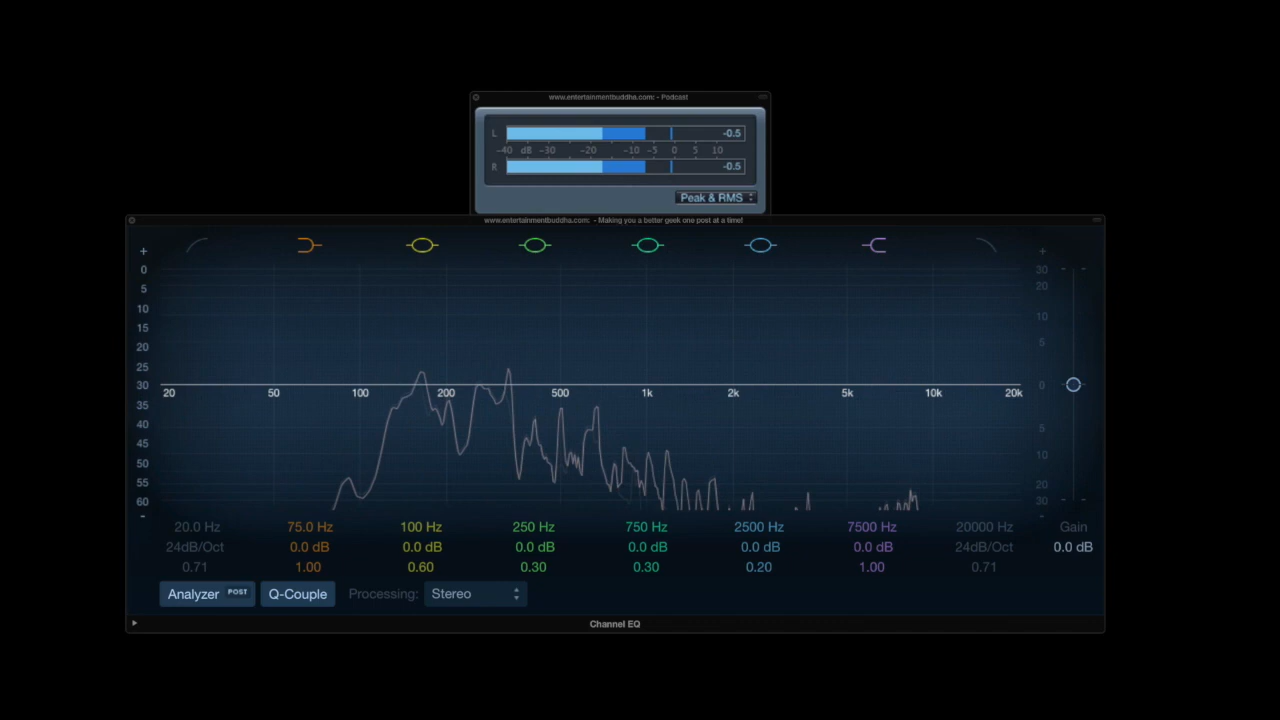 www.entertainmentbuddha.com: - Podcast
L -0.5
-40 dB -30 -20 -10 -5 0 5 10
R -0.5
Peak & RMS
www.entertainmentbuddha.com: - Making you a better geek one post at a time!
+ +
0 30
5 20
10 10
15
20 5
25
30 0
20 50 100 200 500 1k 2k 5k 10k 20k
35
40 5
45
50 10
55 20
60 30
- -
20.0 Hz 75.0 Hz 100 Hz 250 Hz 750 Hz 2500 Hz 7500 Hz 20000 Hz Gain
24dB/Oct 0.0 dB 0.0 dB 0.0 dB 0.0 dB 0.0 dB 0.0 dB 24dB/Oct 0.0 dB
0.71 1.00 0.60 0.30 0.30 0.20 1.00 0.71
Analyzer POST Q-Couple Processing: Stereo
Channel EQ